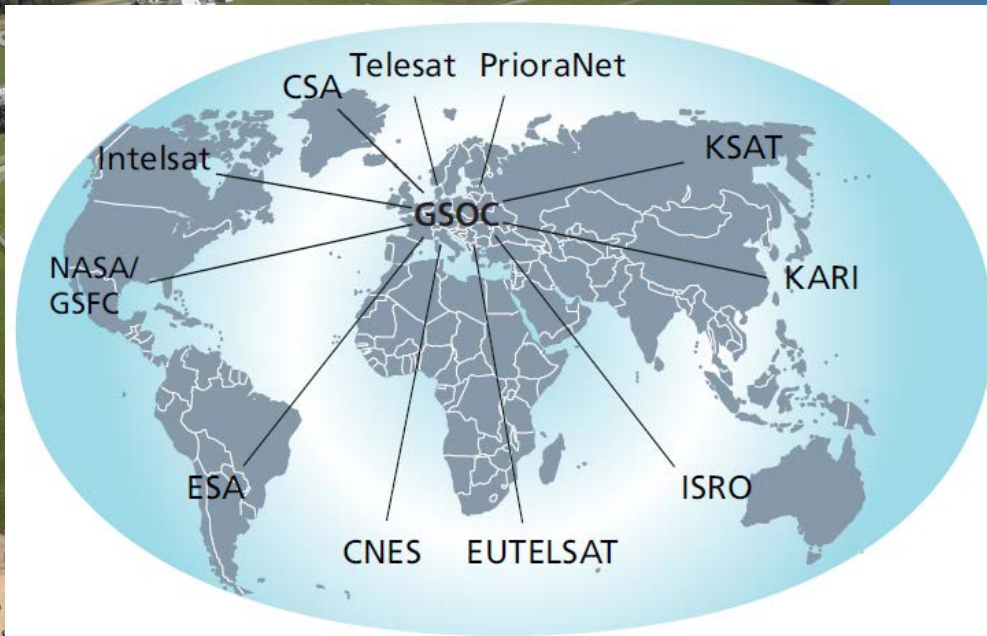 Telesat PrioraNet
CSA
Intelsat
KSAT
GSOC
NASA/
GSFC
KARI
ESA
ISRO
CNES
EUTELSAT